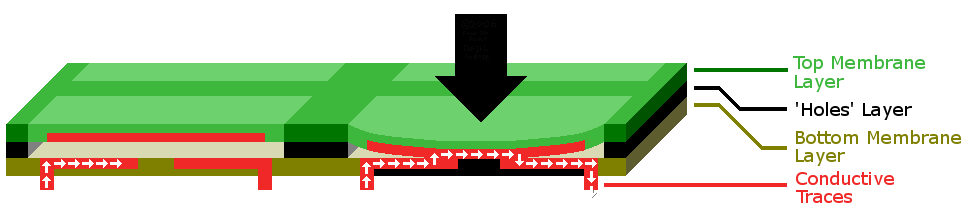 Top Membrane
Layer
'Holes' Layer
Bottom Membrane
Layer
Conductive
Traces